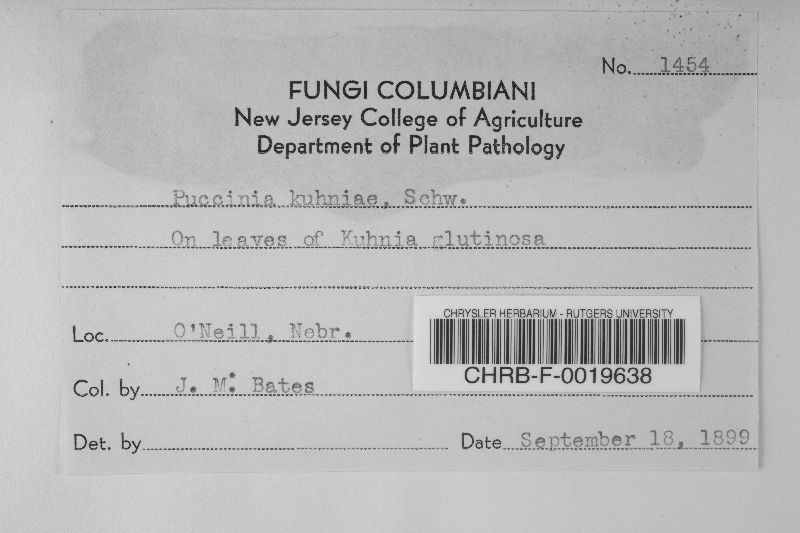 No. 1454
FUNGI COLUMBIANI
New Jersey College of Agriculture
Department of Plant Pathology
Puccinia kuhniae, Schw.
On leaves of Kuhnia glutinosa
Loc. O'Neill, Nebr.
CHRYSLER HERBARIUM - RUTGERS UNIVERSITY
CHRB-F-0019638
Col. by J. M. Bates
Det. by
Date September 18, 1899